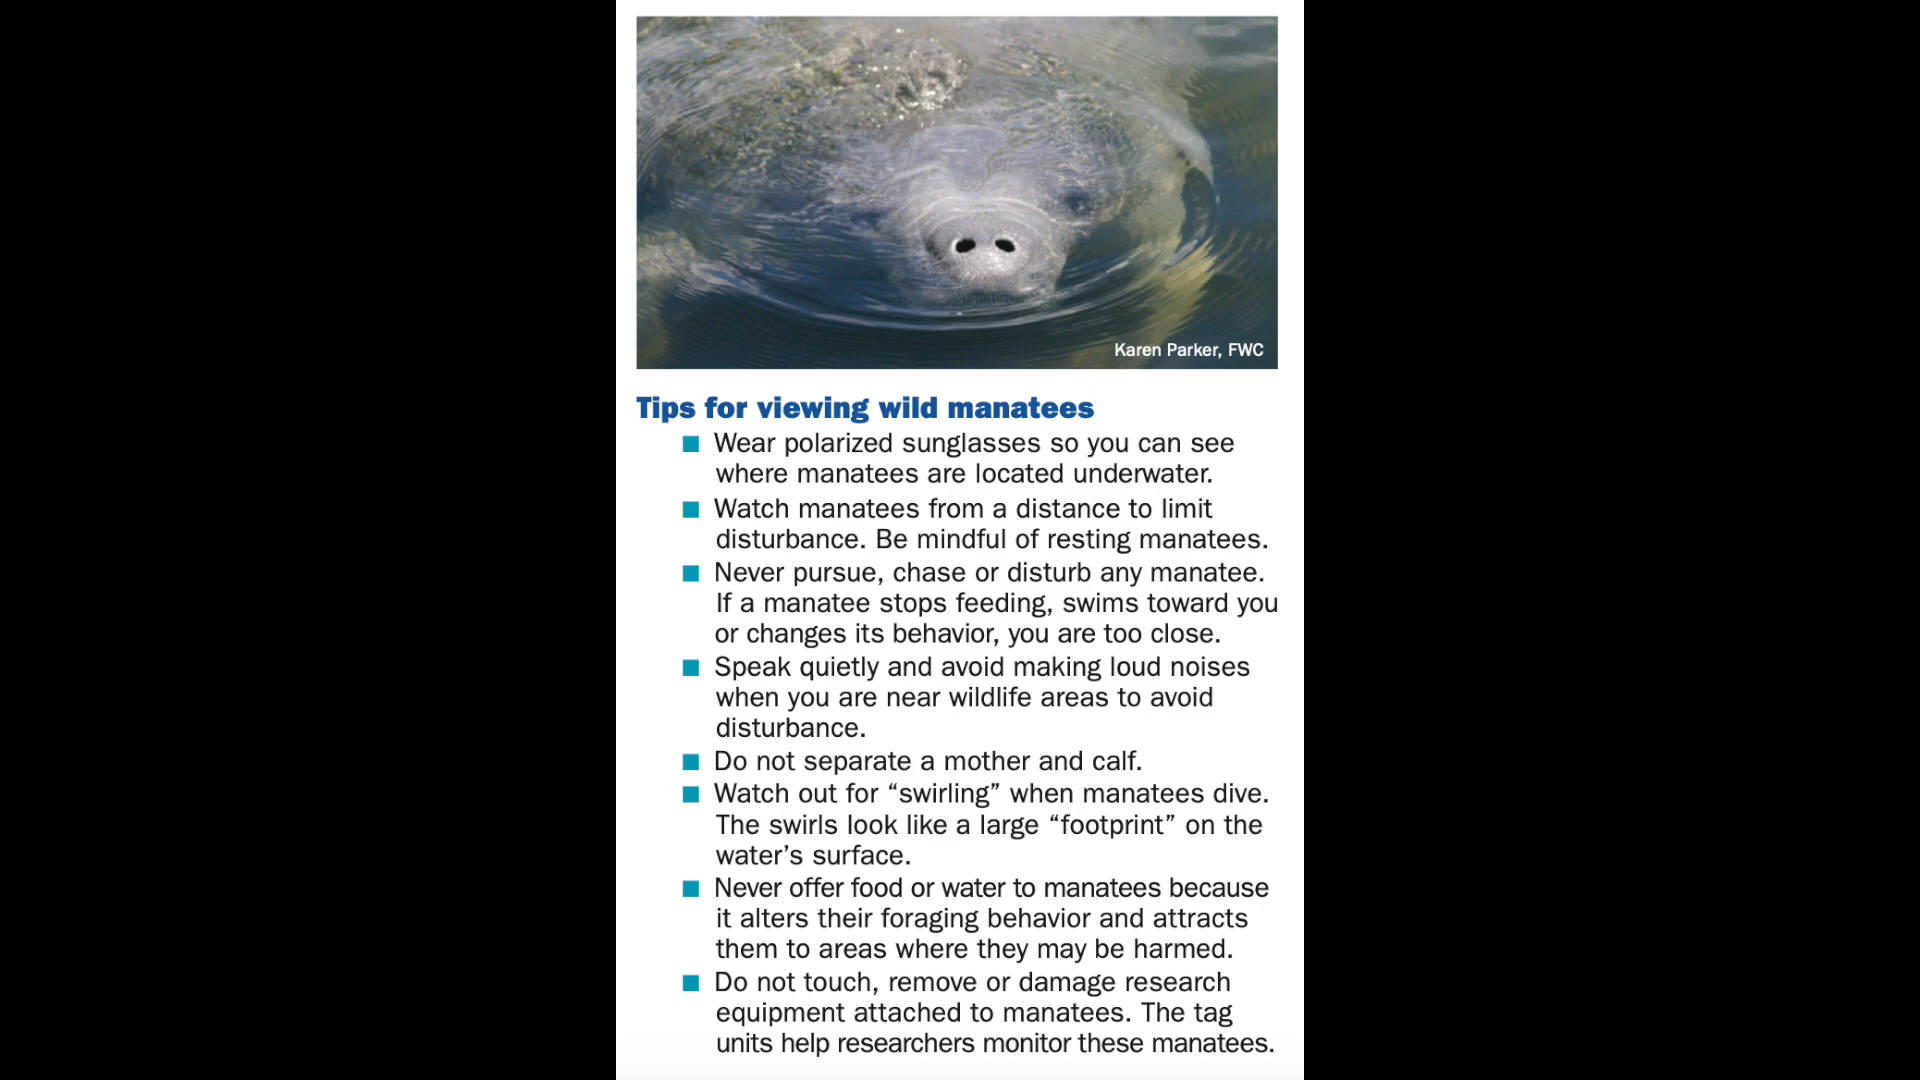 Karen Parker, FWC
Tips for viewing wild manatees
■ Wear polarized sunglasses so you can see
where manatees are located underwater.
■ Watch manatees from a distance to limit
disturbance. Be mindful of resting manatees.
■ Never pursue, chase or disturb any manatee.
If a manatee stops feeding, swims toward you
or changes its behavior, you are too close.
■ Speak quietly and avoid making loud noises
when you are near wildlife areas to avoid
disturbance.
■ Do not separate a mother and calf.
■ Watch out for “swirling” when manatees dive.
The swirls look like a large “footprint” on the
water’s surface.
■ Never offer food or water to manatees because
it alters their foraging behavior and attracts
them to areas where they may be harmed.
■ Do not touch, remove or damage research
equipment attached to manatees. The tag
units help researchers monitor these manatees.